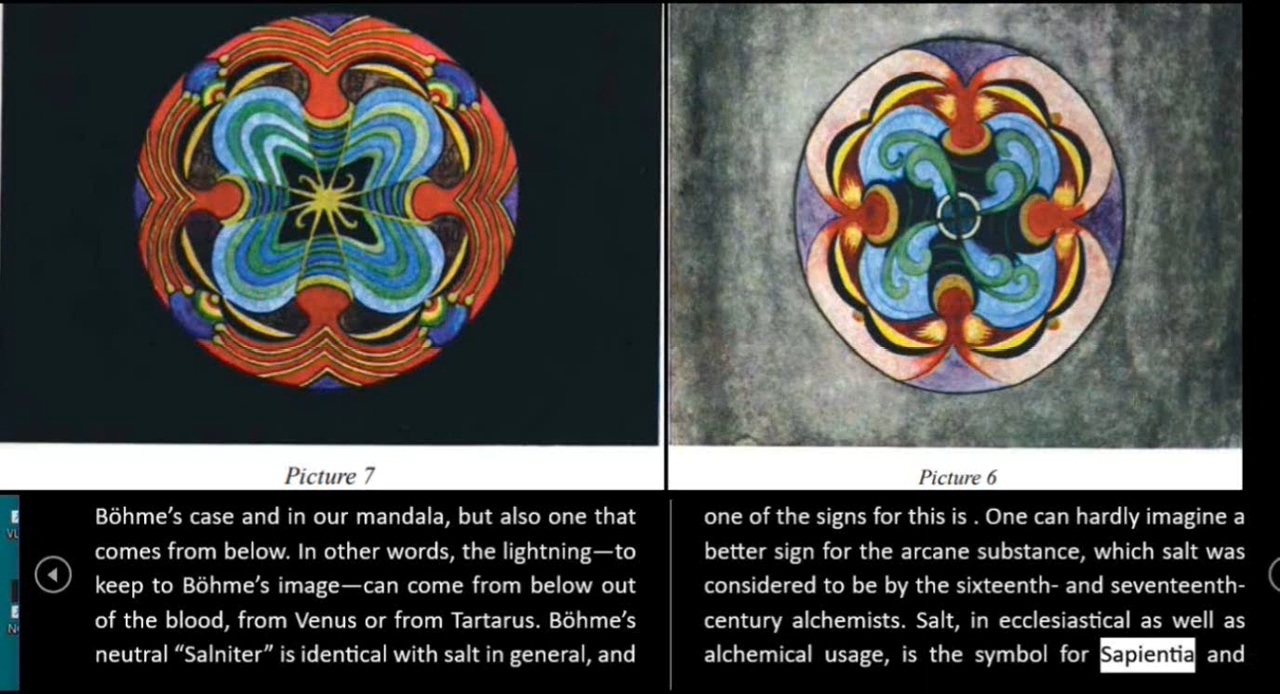 Picture 7
Picture 6
Böhme’s case and in our mandala, but also one that
comes from below. In other words, the lightning—to
keep to Böhme’s image—can come from below out
of the blood, from Venus or from Tartarus. Böhme’s
neutral “Salniter” is identical with salt in general, and
one of the signs for this is . One can hardly imagine a
better sign for the arcane substance, which salt was
considered to be by the sixteenth- and seventeenth-
century alchemists. Salt, in ecclesiastical as well as
alchemical usage, is the symbol for Sapientia and